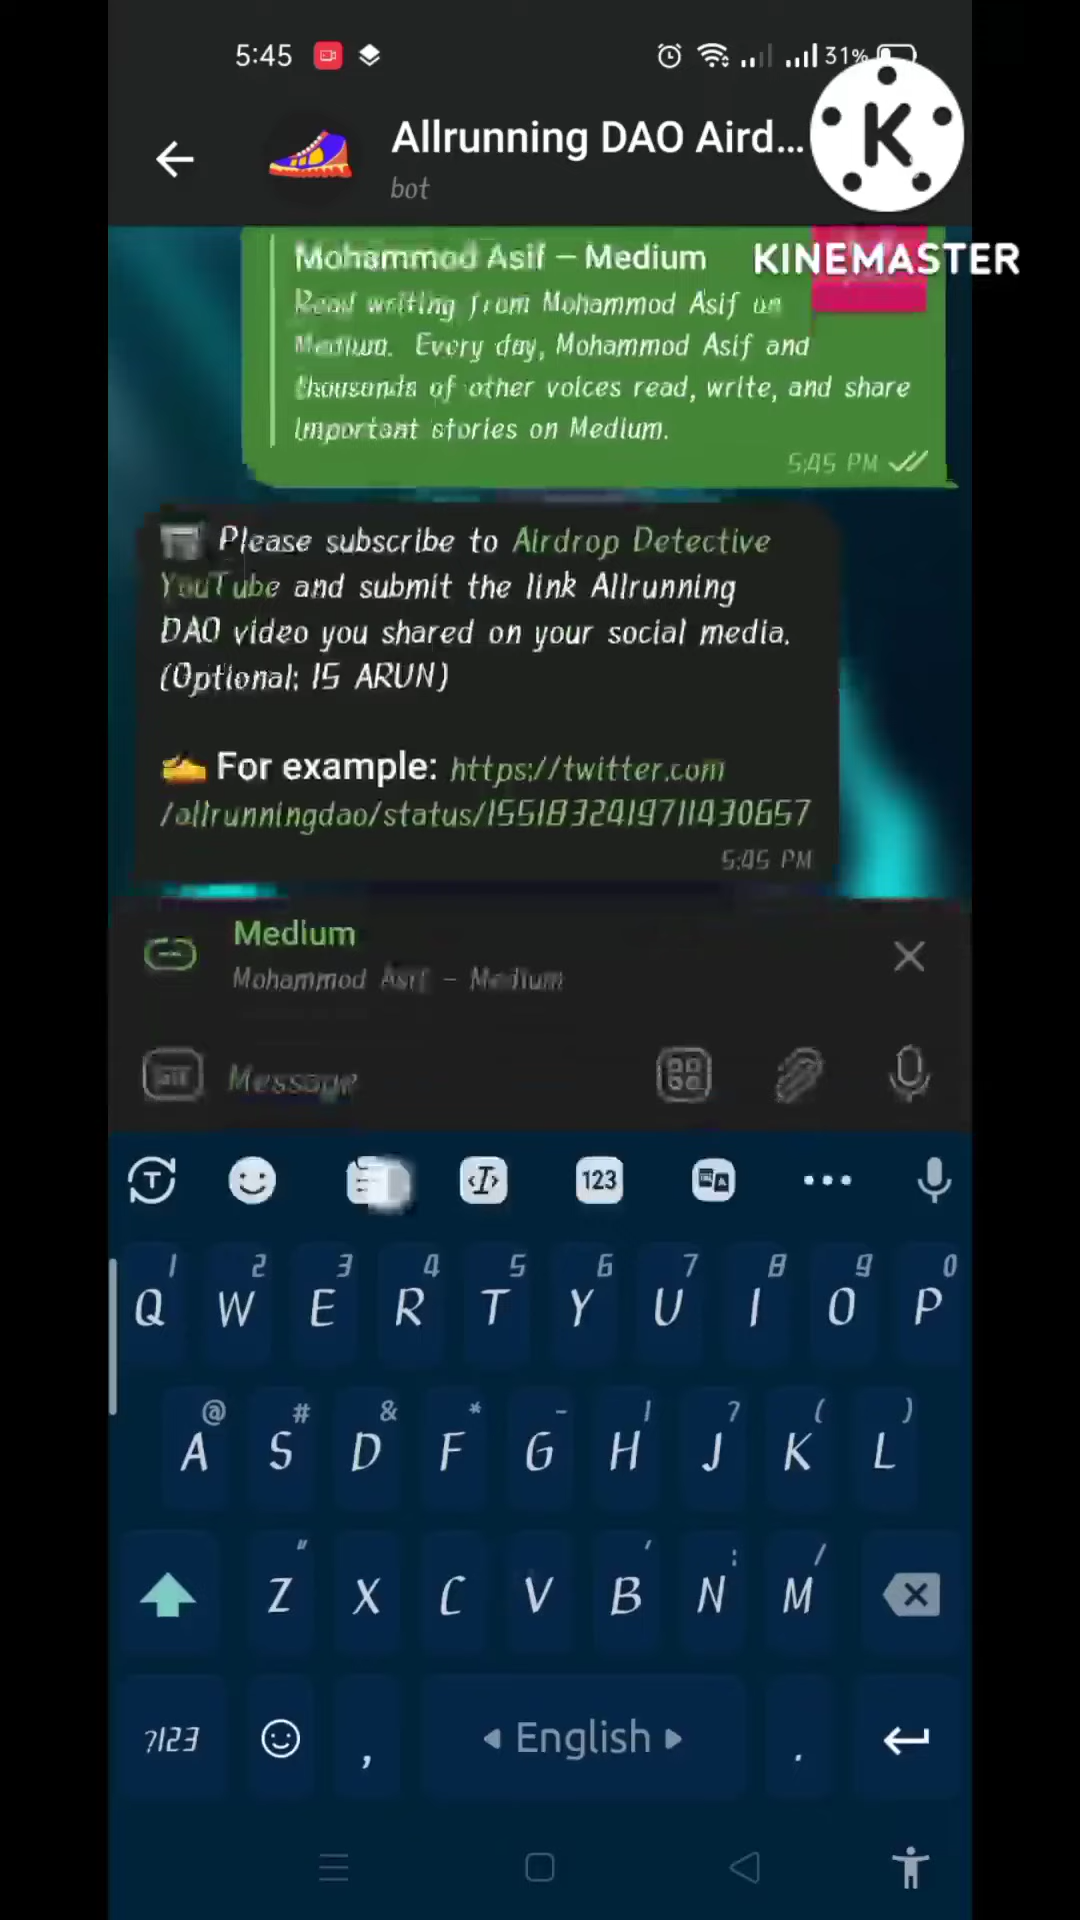 5:45
31%
Allrunning DAO Aird...
bot
K
KINEMASTER
Mohammod Asif – Medium
Read writing from Mohammod Asif on
Medium. Every day, Mohammod Asif and
thousands of other voices read, write, and share
important stories on Medium.
5:45 PM
Please subscribe to Airdrop Detective
YouTube and submit the link Allrunning
DAO video you shared on your social media.
(Optional: 15 ARUN)
For example: https://twitter.com
/allrunningdao/status/1551832419711430657
5:45 PM
Medium
Mohammod Asif – Medium
GIF Message
T 123 A
1 2 3 4 5 6 7 8 9 0
Q W E R T Y U I O P
@ # & * - ! ? ( )
A S D F G H J K L
" ' : /
Z X C V B N M
?123 , English .